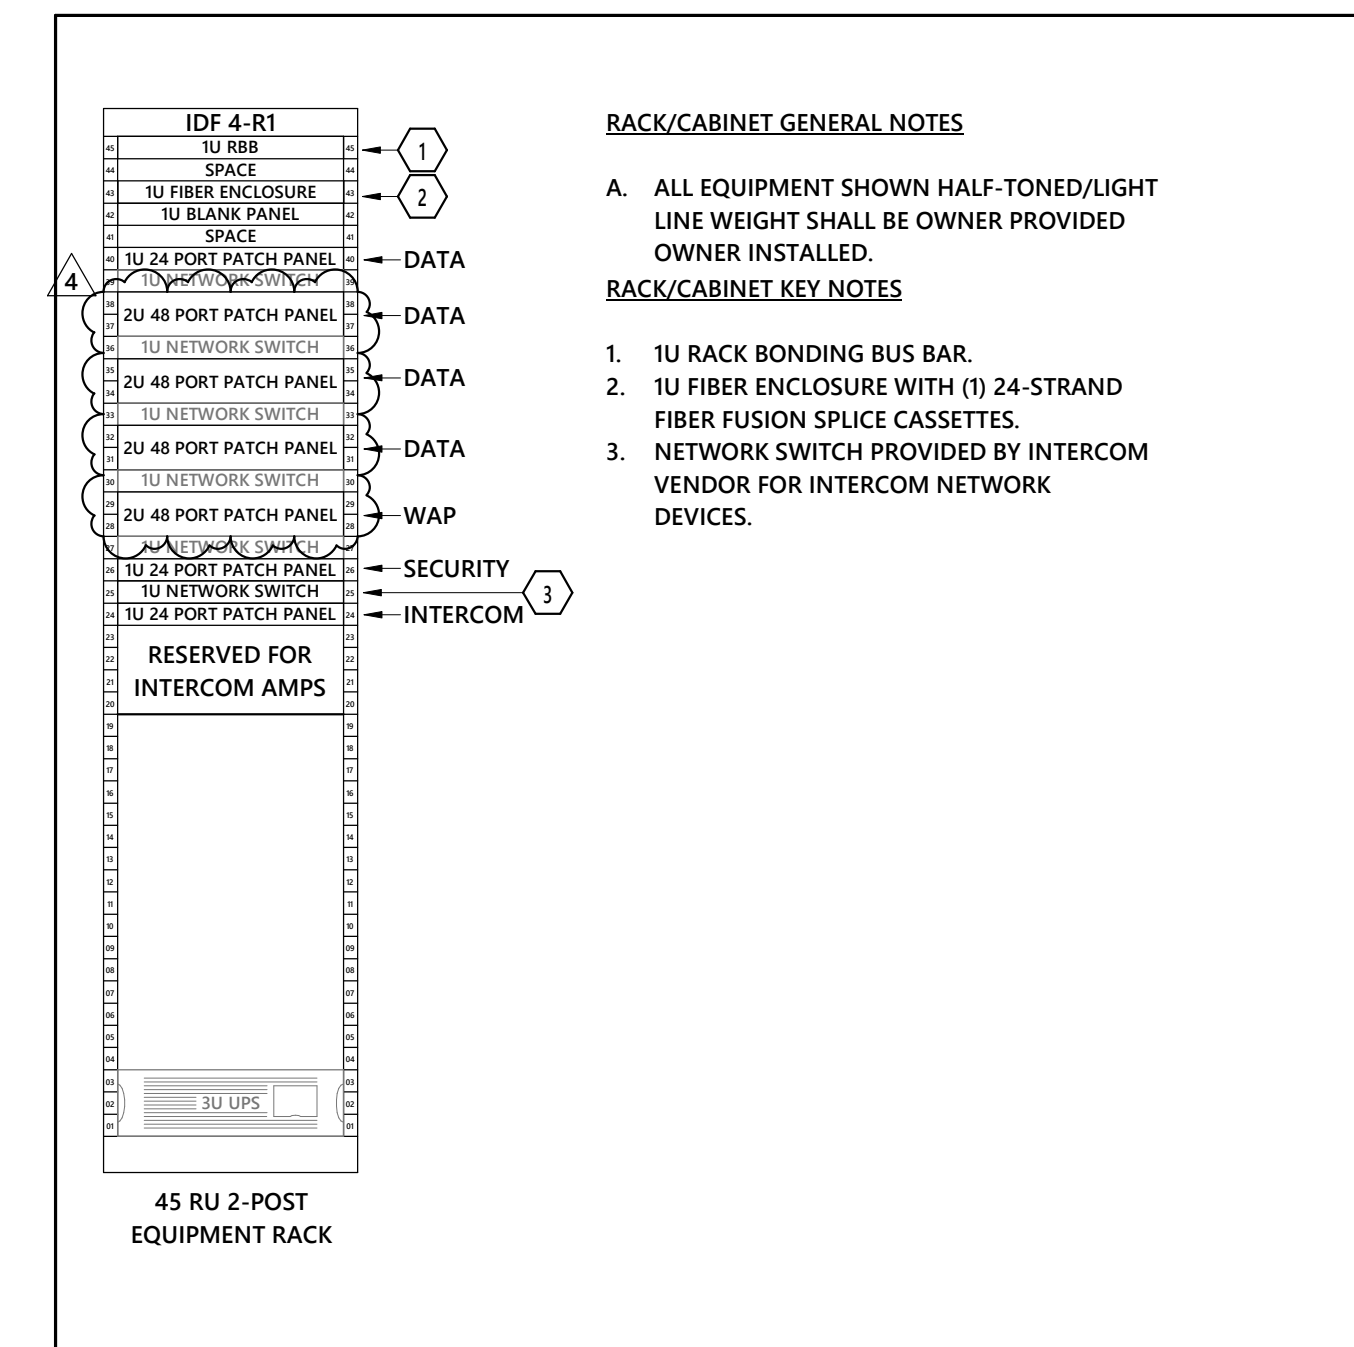 IDF 4-R1
45 1U RBB 45
1
44 SPACE 44
43 1U FIBER ENCLOSURE 43
2
42 1U BLANK PANEL 42
41 SPACE 41
40 1U 24 PORT PATCH PANEL 40 DATA
4
39 1U NETWORK SWITCH 39
38 38
2U 48 PORT PATCH PANEL DATA
37 37
36 1U NETWORK SWITCH 36
35 35
2U 48 PORT PATCH PANEL DATA
34 34
33 1U NETWORK SWITCH 33
32 32
2U 48 PORT PATCH PANEL DATA
31 31
30 1U NETWORK SWITCH 30
29 29
2U 48 PORT PATCH PANEL WAP
28 28
27 1U NETWORK SWITCH 27
26 1U 24 PORT PATCH PANEL 26 SECURITY
25 1U NETWORK SWITCH 25
3
24 1U 24 PORT PATCH PANEL 24 INTERCOM
23 23
22 RESERVED FOR 22
21 INTERCOM AMPS 21
20 20
19 19
18 18
17 17
16 16
15 15
14 14
13 13
12 12
11 11
10 10
09 09
08 08
07 07
06 06
05 05
04 04
03 03
02 3U UPS 02
01 01
45 RU 2-POST
EQUIPMENT RACK
RACK/CABINET GENERAL NOTES
A. ALL EQUIPMENT SHOWN HALF-TONED/LIGHT
LINE WEIGHT SHALL BE OWNER PROVIDED
OWNER INSTALLED.
RACK/CABINET KEY NOTES
1. 1U RACK BONDING BUS BAR.
2. 1U FIBER ENCLOSURE WITH (1) 24-STRAND
FIBER FUSION SPLICE CASSETTES.
3. NETWORK SWITCH PROVIDED BY INTERCOM
VENDOR FOR INTERCOM NETWORK
DEVICES.